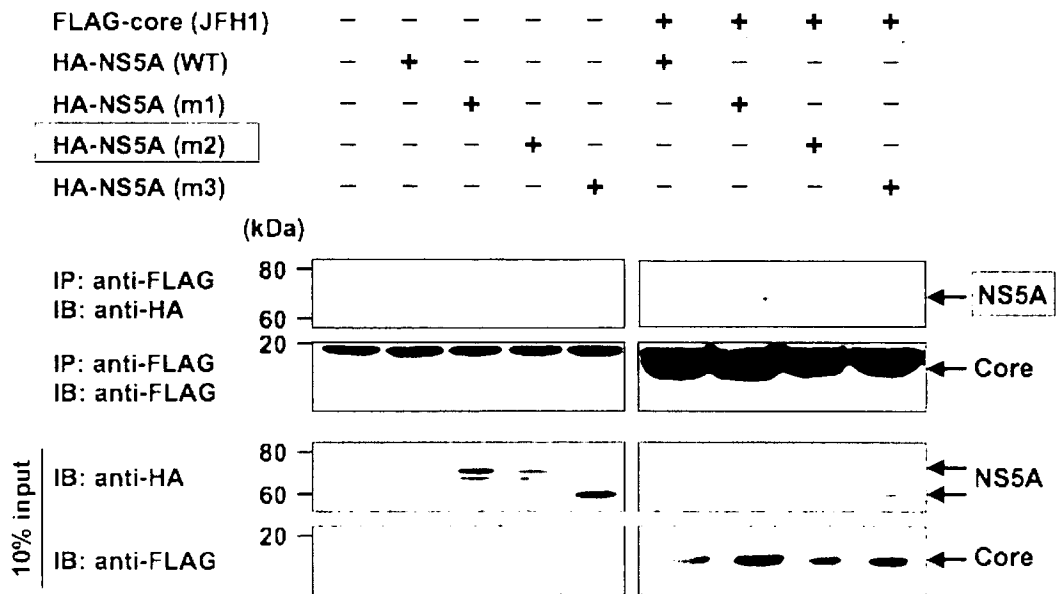 FLAG-core (JFH1) – – – – – + + + +
HA-NS5A (WT) – + – – – + – – –
HA-NS5A (m1) – – + – – – + – –
HA-NS5A (m2) – – – + – – – + –
HA-NS5A (m3) – – – – + – – – +
(kDa)
IP: anti-FLAG
IB: anti-HA
80
60
NS5A
IP: anti-FLAG
IB: anti-FLAG
20
Core
10% input
IB: anti-HA
80
60
NS5A
IB: anti-FLAG
20
Core